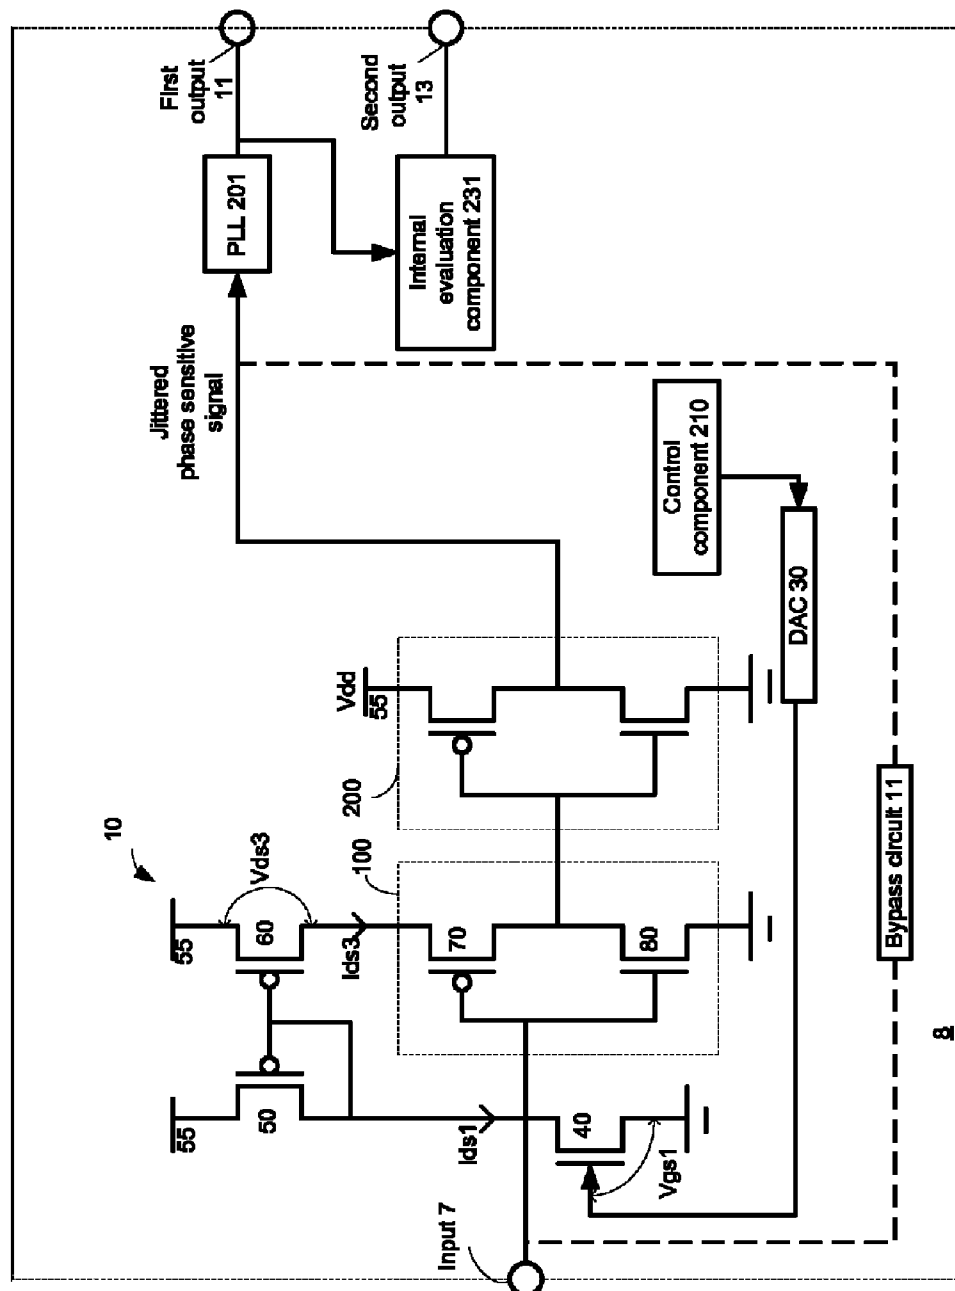 10
55
50
55
60
Vds3
Ids1
Ids3
Input 7
40
Vgs1
100
70
80
200
Vdd
55
Jittered
phase sensitive
signal
PLL 201
First
output
11
Second
output
13
Internal
evaluation
component 231
Control
component 210
DAC 30
Bypass circuit 11
8